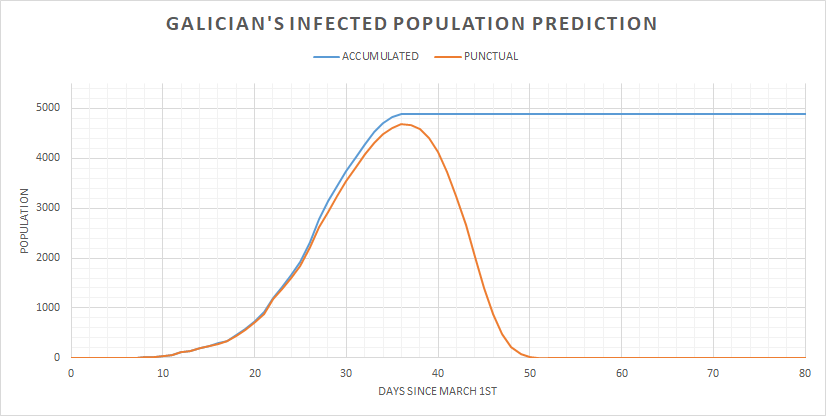 GALICIAN'S INFECTED POPULATION PREDICTION
ACCUMULATED PUNCTUAL
5000
4000
3000
2000
1000
0
POPULATION
0 10 20 30 40 50 60 70 80
DAYS SINCE MARCH 1ST